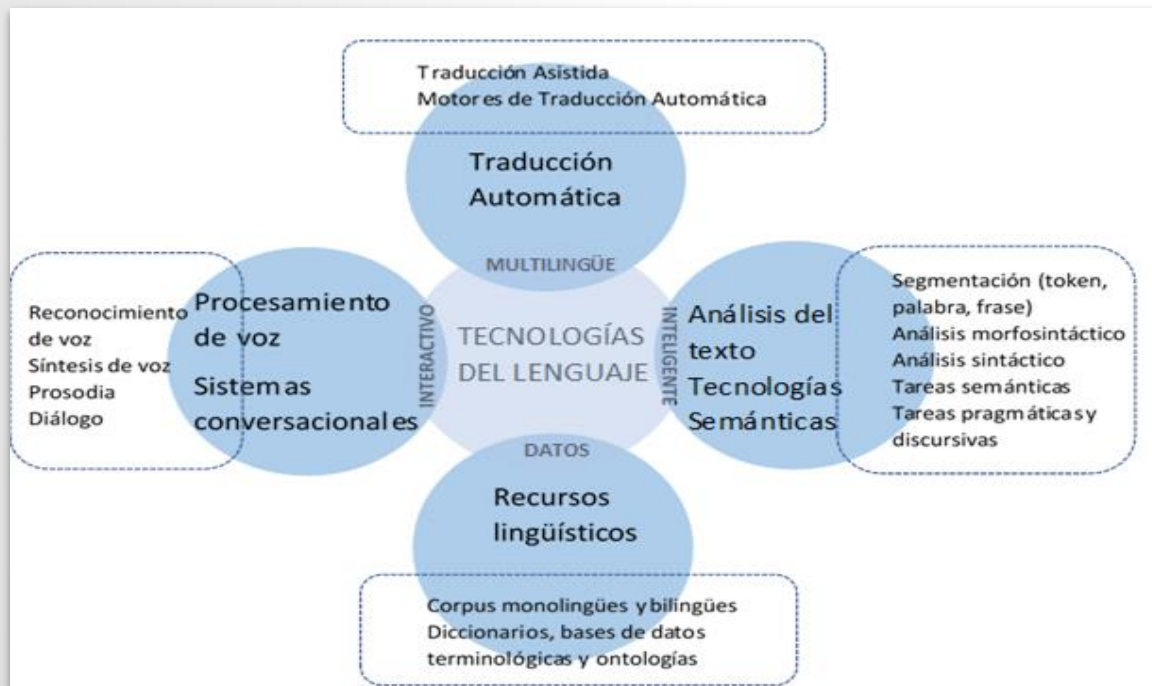 Traducción Asistida
Motores de Traducción Automática
Traducción
Automática
MULTILINGÜE
Reconocimiento
de voz
Síntesis de voz
Prosodia
Diálogo
Procesamiento
de voz
Sistemas
conversacionales
INTERACTIVO
TECNOLOGÍAS
DEL LENGUAJE
INTELIGENTE
Análisis del
texto
Tecnologías
Semánticas
Segmentación (token,
palabra, frase)
Análisis morfosintáctico
Análisis sintáctico
Tareas semánticas
Tareas pragmáticas y
discursivas
DATOS
Recursos
lingüísticos
Corpus monolingües y bilingües
Diccionarios, bases de datos
terminológicas y ontologías